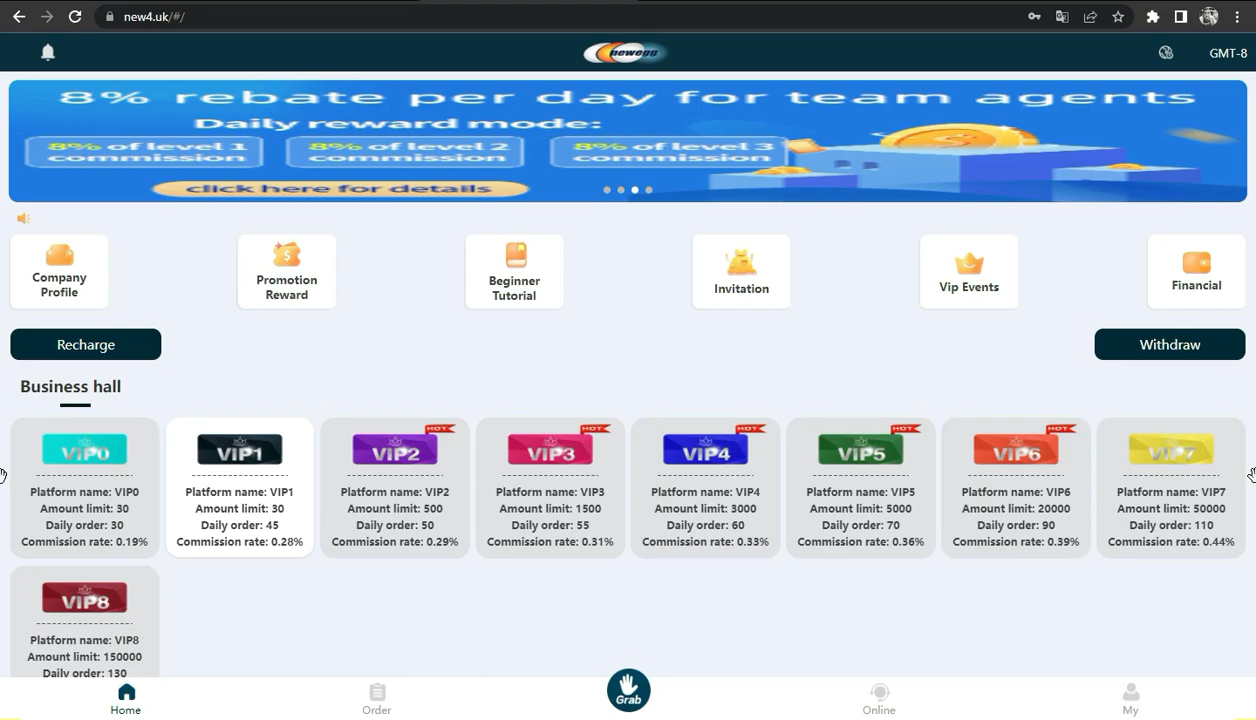 new4.uk/#/
newegg
GMT-8
8% rebate per day for team agents
Daily reward mode:
8% of level 1
commission
8% of level 2
commission
8% of level 3
commission
click here for details
Company
Profile
Promotion
Reward
Beginner
Tutorial
Invitation
Vip Events
Financial
Recharge
Withdraw
Business hall
VIP0
Platform name: VIP0
Amount limit: 30
Daily order: 30
Commission rate: 0.19%
VIP1
Platform name: VIP1
Amount limit: 30
Daily order: 45
Commission rate: 0.28%
HOT
VIP2
Platform name: VIP2
Amount limit: 500
Daily order: 50
Commission rate: 0.29%
HOT
VIP3
Platform name: VIP3
Amount limit: 1500
Daily order: 55
Commission rate: 0.31%
HOT
VIP4
Platform name: VIP4
Amount limit: 3000
Daily order: 60
Commission rate: 0.33%
HOT
VIP5
Platform name: VIP5
Amount limit: 5000
Daily order: 70
Commission rate: 0.36%
HOT
VIP6
Platform name: VIP6
Amount limit: 20000
Daily order: 90
Commission rate: 0.39%
VIP7
Platform name: VIP7
Amount limit: 50000
Daily order: 110
Commission rate: 0.44%
VIP8
Platform name: VIP8
Amount limit: 150000
Daily order: 130
Home
Order
Grab
Online
My